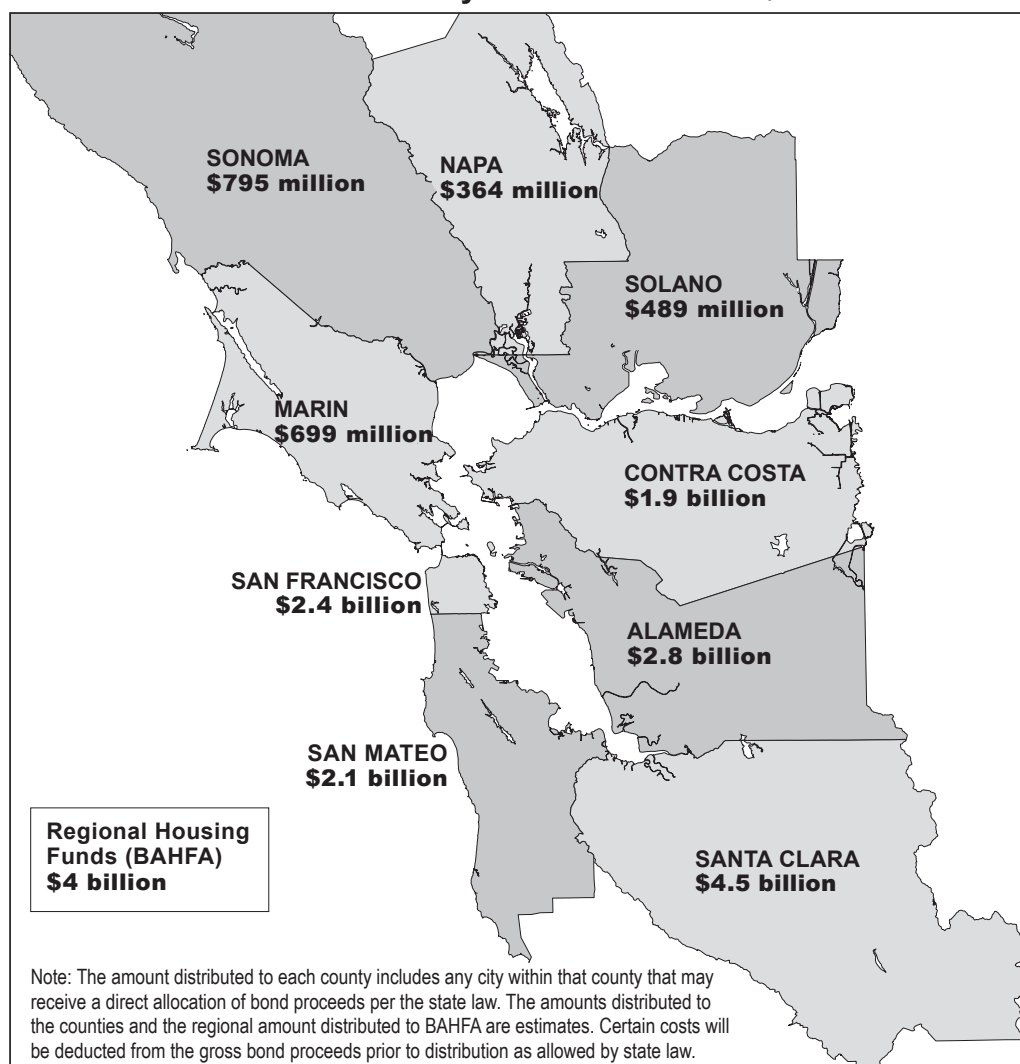 SONOMA
$795 million
NAPA
$364 million
SOLANO
$489 million
MARIN
$699 million
CONTRA COSTA
$1.9 billion
SAN FRANCISCO
$2.4 billion
ALAMEDA
$2.8 billion
SAN MATEO
$2.1 billion
Regional Housing
Funds (BAHFA)
$4 billion
SANTA CLARA
$4.5 billion
Note: The amount distributed to each county includes any city within that county that may
receive a direct allocation of bond proceeds per the state law. The amounts distributed to
the counties and the regional amount distributed to BAHFA are estimates. Certain costs will
be deducted from the gross bond proceeds prior to distribution as allowed by state law.